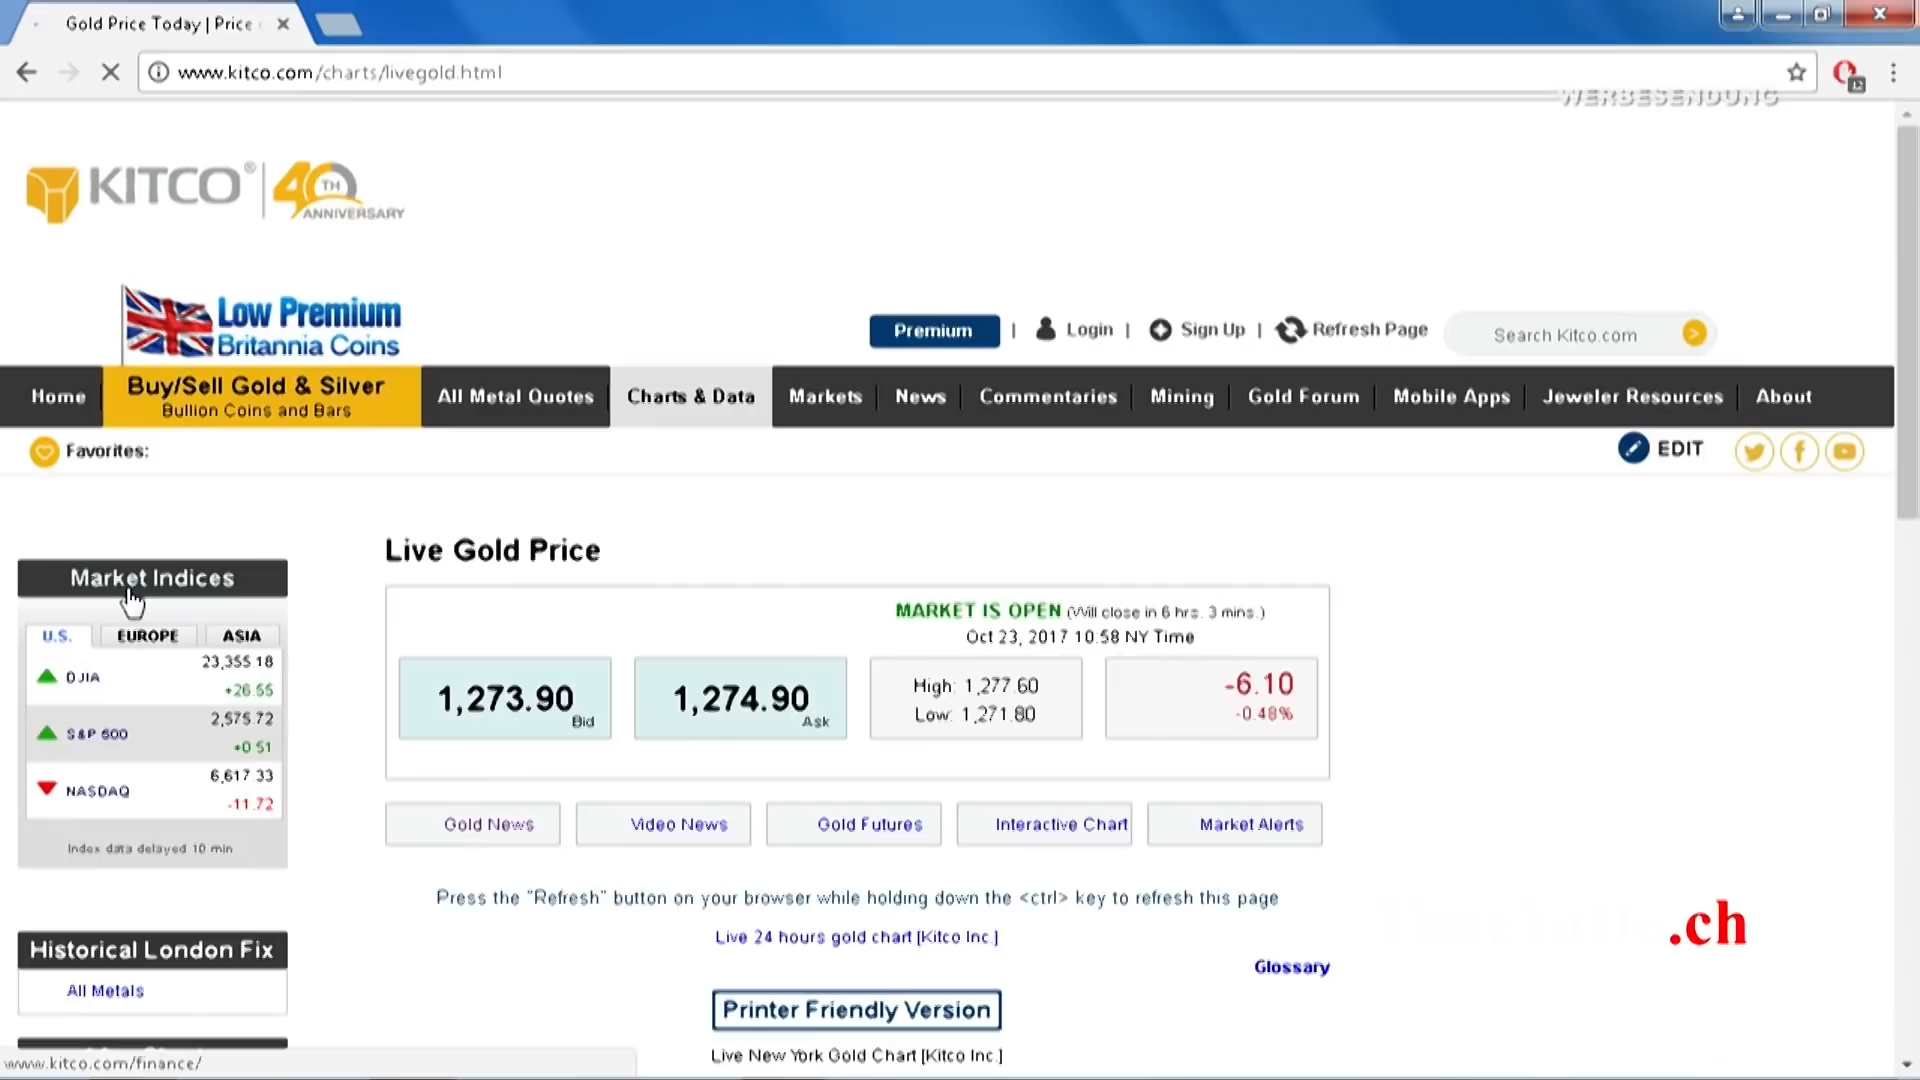 Gold Price Today | Price
www.kitco.com/charts/livegold.html
12
WERBESENDUNG
KITCO® 40TH ANNIVERSARY
Low Premium
Britannia Coins
Premium | Login | Sign Up | Refresh Page
Search Kitco.com
Home
Buy/Sell Gold & Silver
Bullion Coins and Bars
All Metal Quotes
Charts & Data
Markets
News
Commentaries
Mining
Gold Forum
Mobile Apps
Jeweler Resources
About
Favorites:
EDIT
Live Gold Price
MARKET IS OPEN (Will close in 6 hrs. 3 mins.)
Oct 23, 2017 10:58 NY Time
1,273.90 Bid
1,274.90 Ask
High: 1,277.60
Low: 1,271.80
-6.10
-0.48%
Market Indices
U.S. EUROPE ASIA
DJIA 23,355.18
+26.55
S&P 500 2,575.72
+0.51
NASDAQ 6,617.33
-11.72
Index data delayed 10 min
Gold News
Video News
Gold Futures
Interactive Chart
Market Alerts
Press the "Refresh" button on your browser while holding down the <ctrl> key to refresh this page
Live 24 hours gold chart [Kitco Inc.]
Glossary
.ch
Printer Friendly Version
Live New York Gold Chart [Kitco Inc.]
Historical London Fix
All Metals
www.kitco.com/finance/